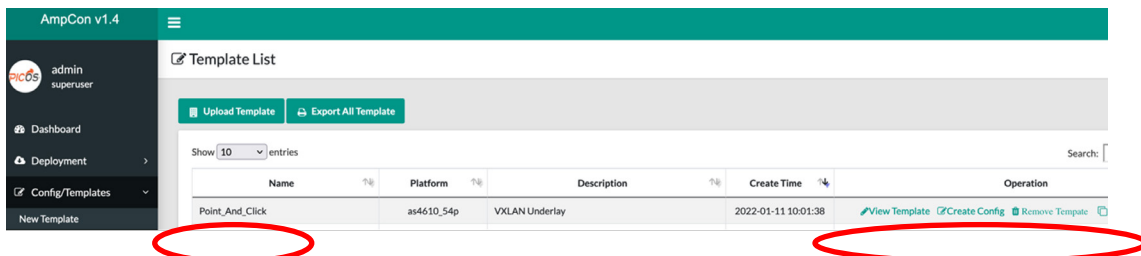 AmpCon v1.4
PICOS
admin
superuser
Dashboard
Deployment
Config/Templates
New Template
Template List
Upload Template Export All Template
Show 10 entries Search:
Name Platform Description Create Time Operation
Point_And_Click as4610_54p VXLAN Underlay 2022-01-11 10:01:38 View Template Create Config Remove Tempate